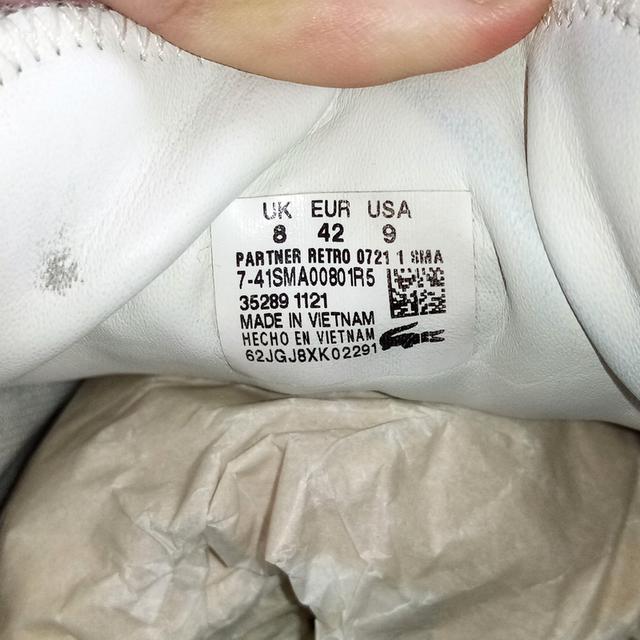 UK EUR USA
8 42 9
PARTNER RETRO 0721 1 SMA
7-41SMA00801R5
35289 1121
MADE IN VIETNAM
HECHO EN VIETNAM
62JGJ8XK02291